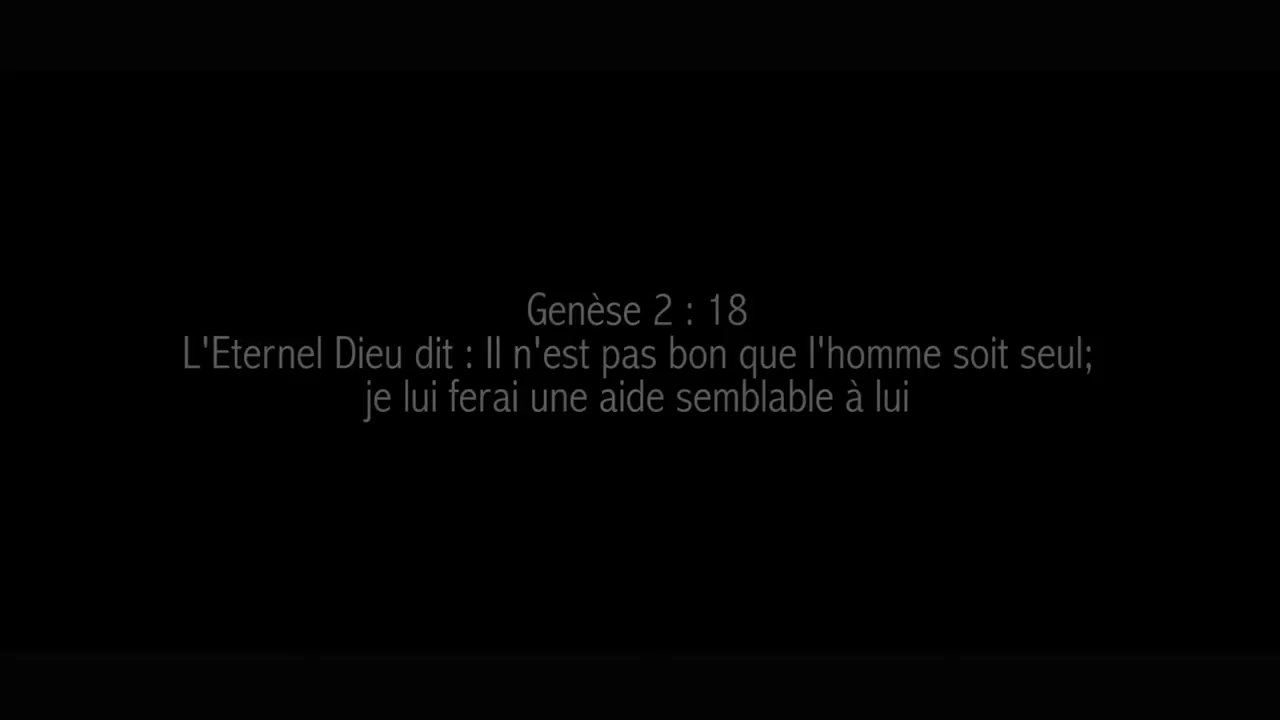 Genèse 2 : 18
L'Eternel Dieu dit : Il n'est pas bon que l'homme soit seul;
je lui ferai une aide semblable à lui